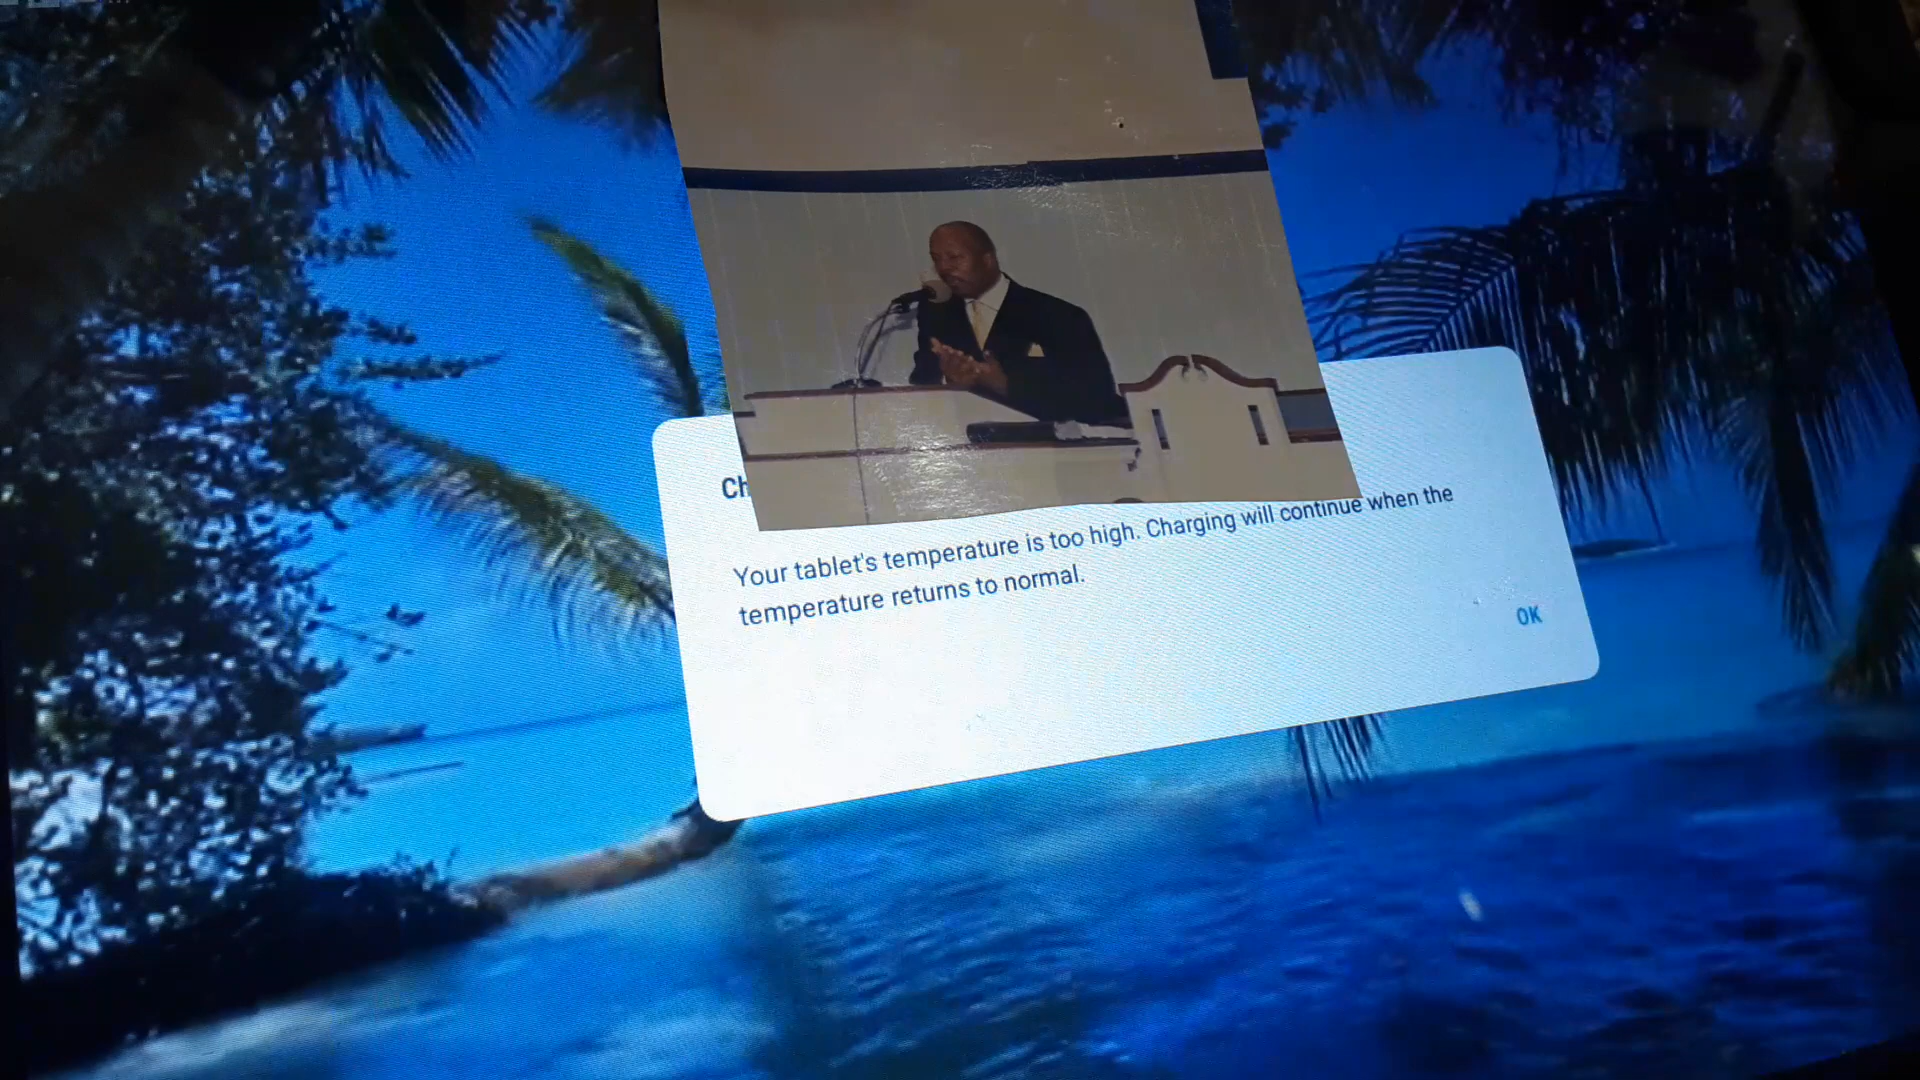 Ch
Your tablet's temperature is too high. Charging will continue when the
temperature returns to normal.
OK